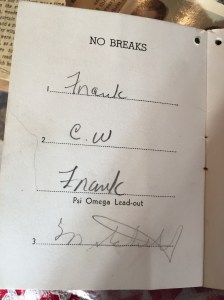 NO BREAKS
1 Frank
2 C.W
Frank
Psi Omega Lead-out
3